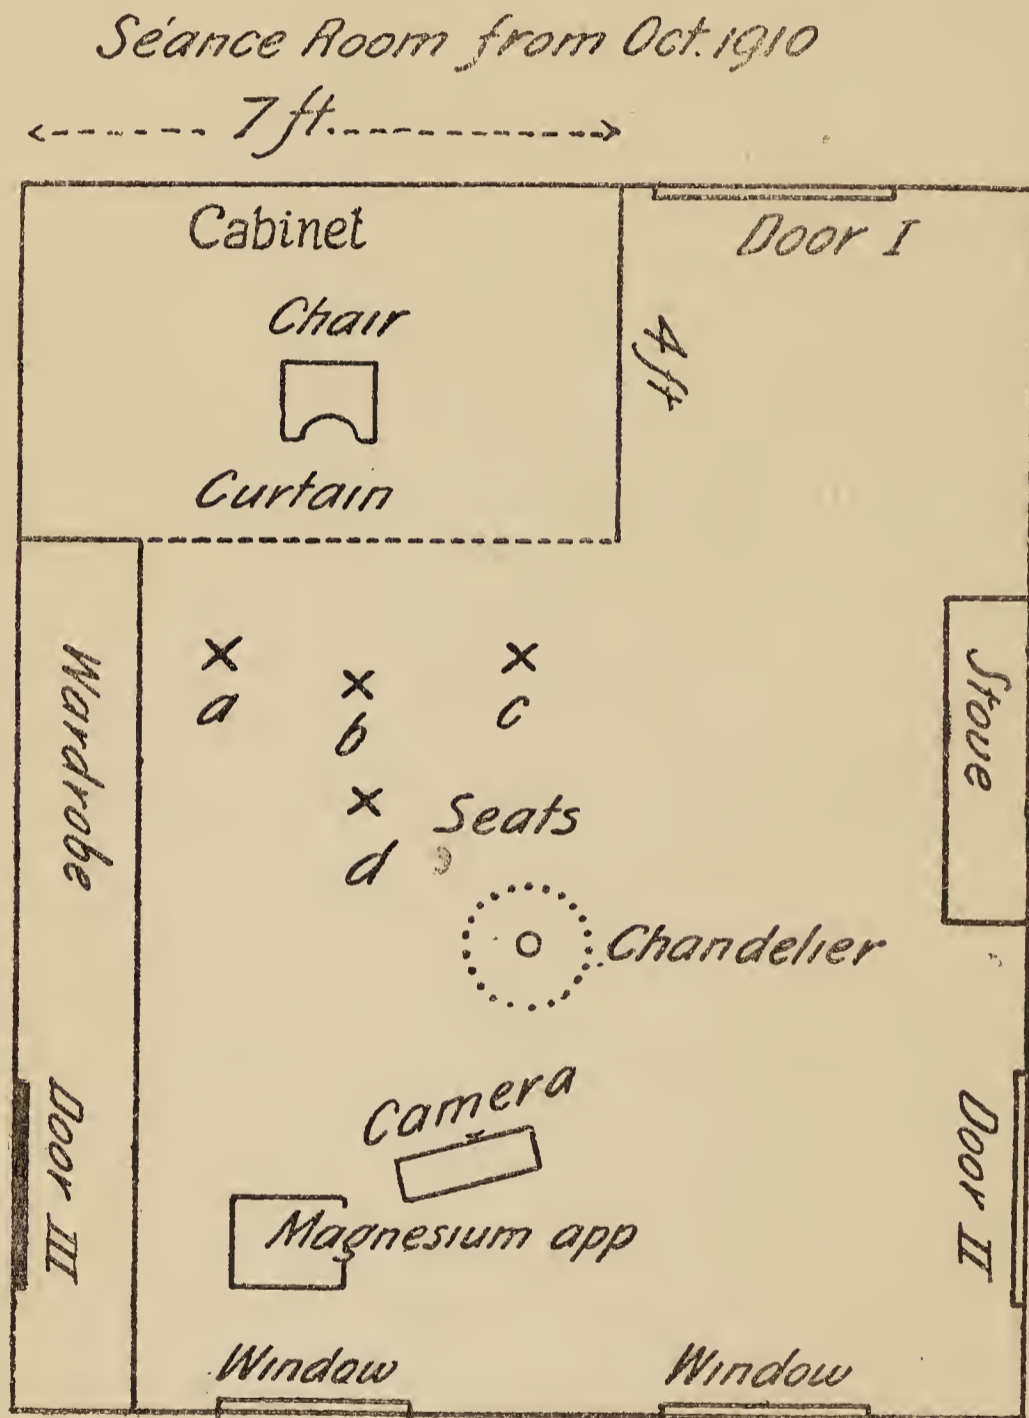 Séance Room from Oct. 1910
7 ft.
Cabinet
Door I
Chair
4 ft
Curtain
Wardrobe
a
b
c
Stove
d
Seats
Chandelier
Camera
Door III
Door II
Magnesium app
Window
Window